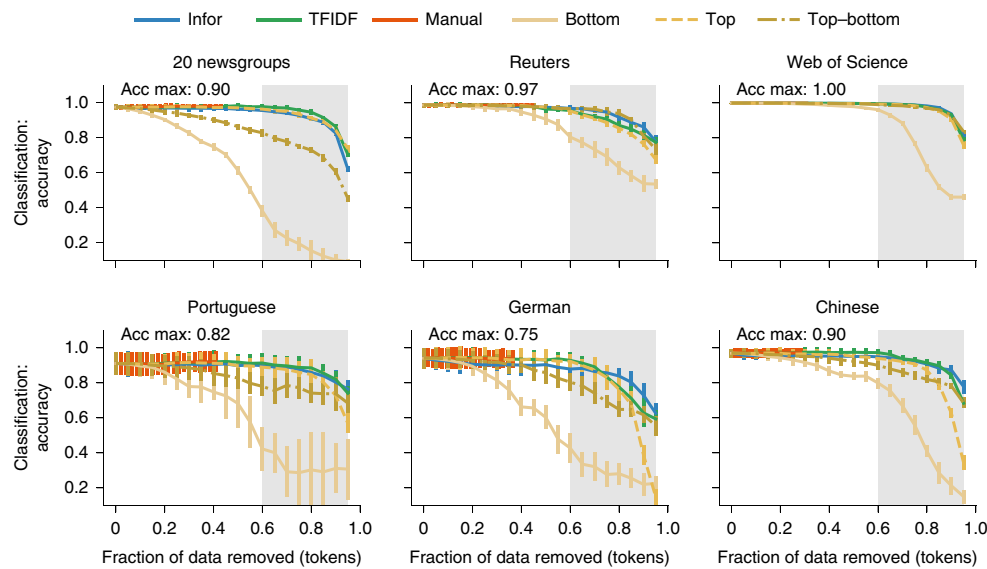 Infor TFIDF Manual Bottom Top Top–bottom
20 newsgroups Reuters Web of Science
Acc max: 0.90 Acc max: 0.97 Acc max: 1.00
Classification:
accuracy
1.0
0.8
0.6
0.4
0.2
Portuguese German Chinese
Acc max: 0.82 Acc max: 0.75 Acc max: 0.90
Classification:
accuracy
1.0
0.8
0.6
0.4
0.2
0 0.2 0.4 0.6 0.8 1.0 0 0.2 0.4 0.6 0.8 1.0 0 0.2 0.4 0.6 0.8 1.0
Fraction of data removed (tokens) Fraction of data removed (tokens) Fraction of data removed (tokens)